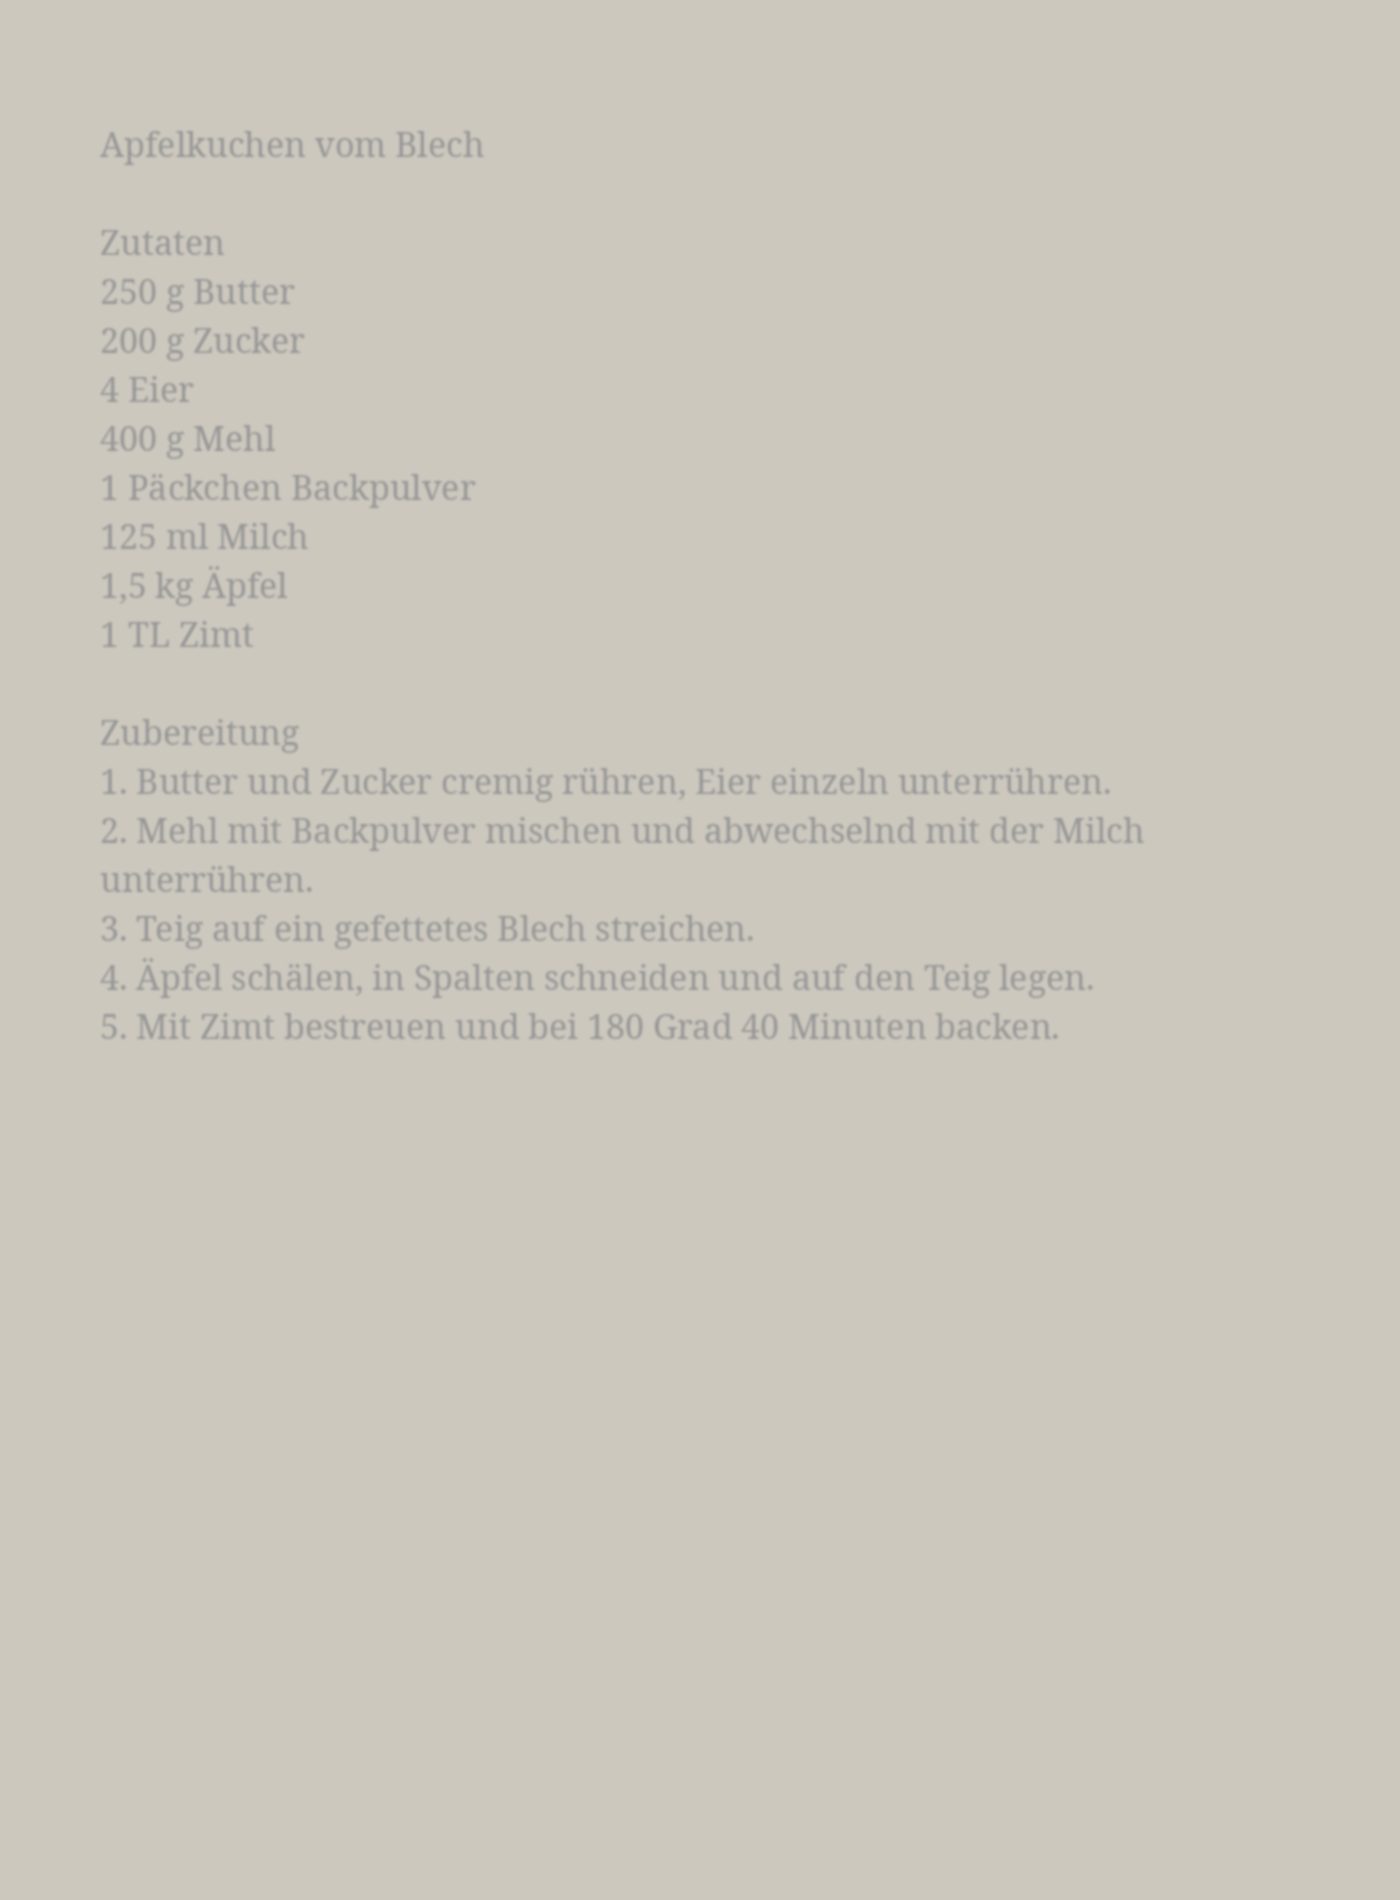 Apfelkuchen vom Blech
Zutaten
250 g Butter
200 g Zucker
4 Eier
400 g Mehl
1 Päckchen Backpulver
125 ml Milch
1,5 kg Äpfel
1 TL Zimt
Zubereitung
1. Butter und Zucker cremig rühren, Eier einzeln unterrühren.
2. Mehl mit Backpulver mischen und abwechselnd mit der Milch
unterrühren.
3. Teig auf ein gefettetes Blech streichen.
4. Äpfel schälen, in Spalten schneiden und auf den Teig legen.
5. Mit Zimt bestreuen und bei 180 Grad 40 Minuten backen.